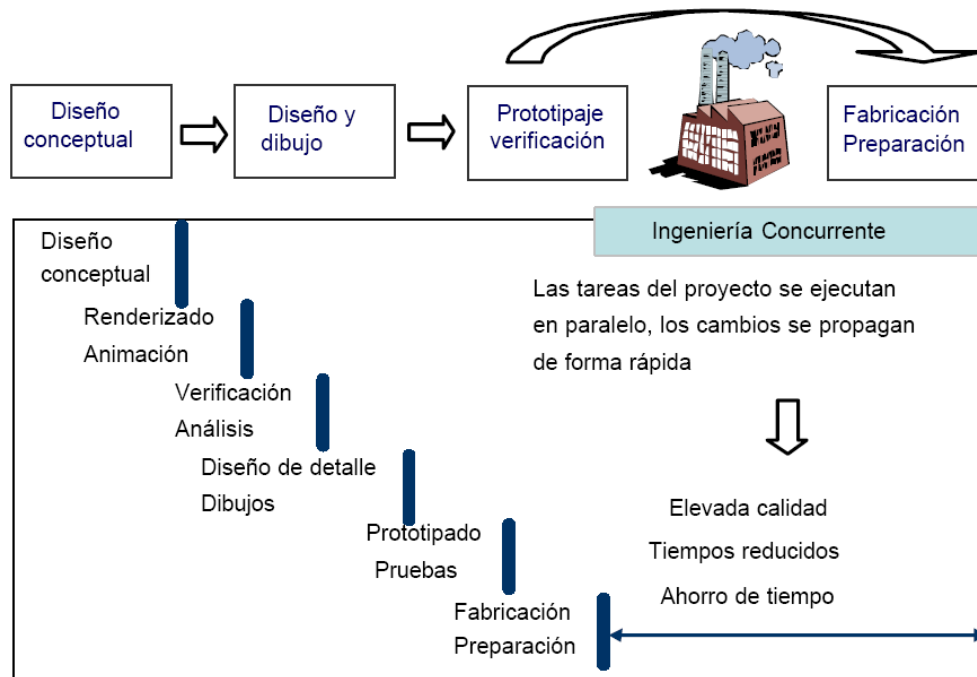 Diseño
conceptual
Diseño y
dibujo
Prototipaje
verificación
Fabricación
Preparación
Ingeniería Concurrente
Diseño
conceptual
Renderizado
Animación
Verificación
Análisis
Diseño de detalle
Dibujos
Prototipado
Pruebas
Fabricación
Preparación
Las tareas del proyecto se ejecutan
en paralelo, los cambios se propagan
de forma rápida
Elevada calidad
Tiempos reducidos
Ahorro de tiempo